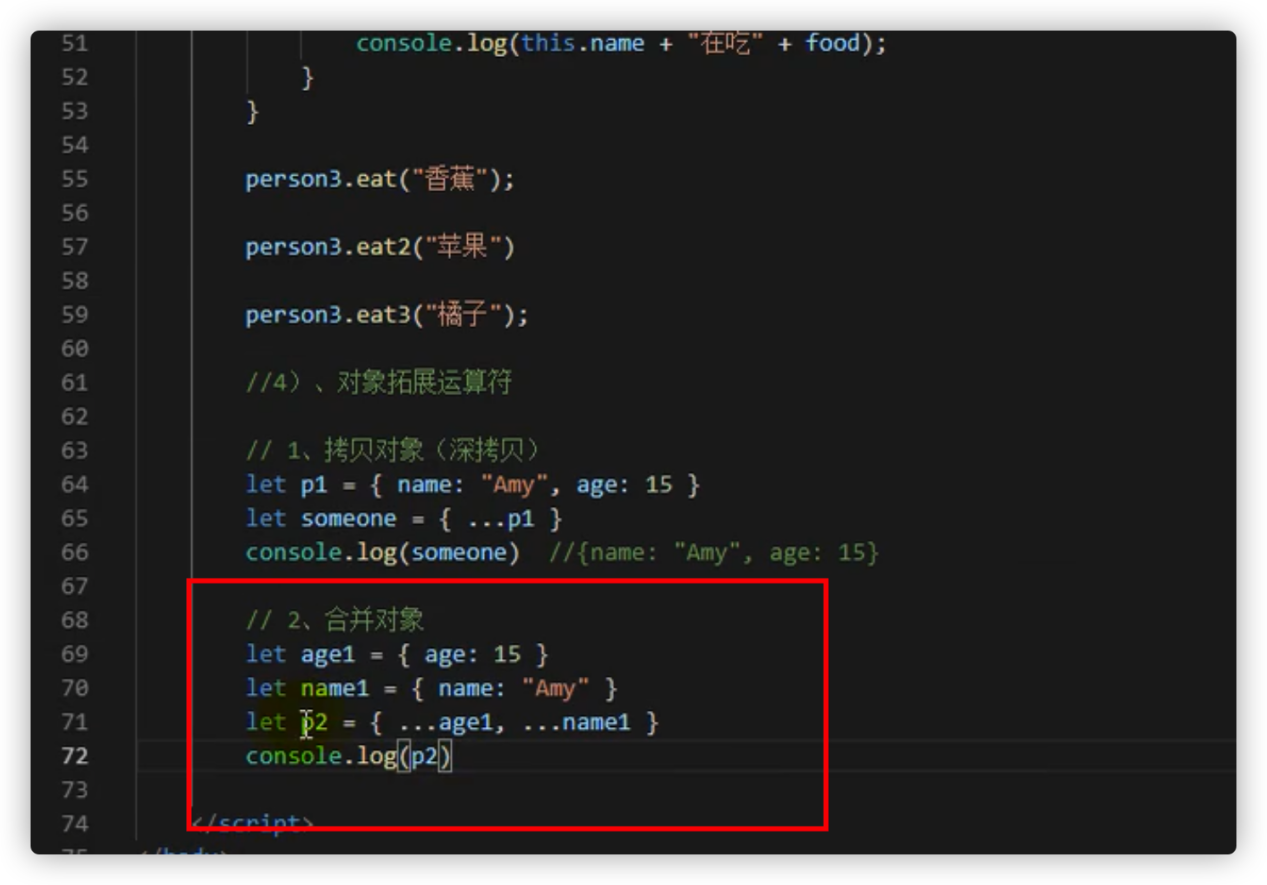 51 console.log(this.name + "在吃" + food);
52 }
53 }
54
55 person3.eat("香蕉");
56
57 person3.eat2("苹果")
58
59 person3.eat3("橘子");
60
61 //4）、对象拓展运算符
62
63 // 1、拷贝对象（深拷贝）
64 let p1 = { name: "Amy", age: 15 }
65 let someone = { ...p1 }
66 console.log(someone) //{name: "Amy", age: 15}
67
68 // 2、合并对象
69 let age1 = { age: 15 }
70 let name1 = { name: "Amy" }
71 let p2 = { ...age1, ...name1 }
72 console.log(p2)
73
74 </script>
75 </body>